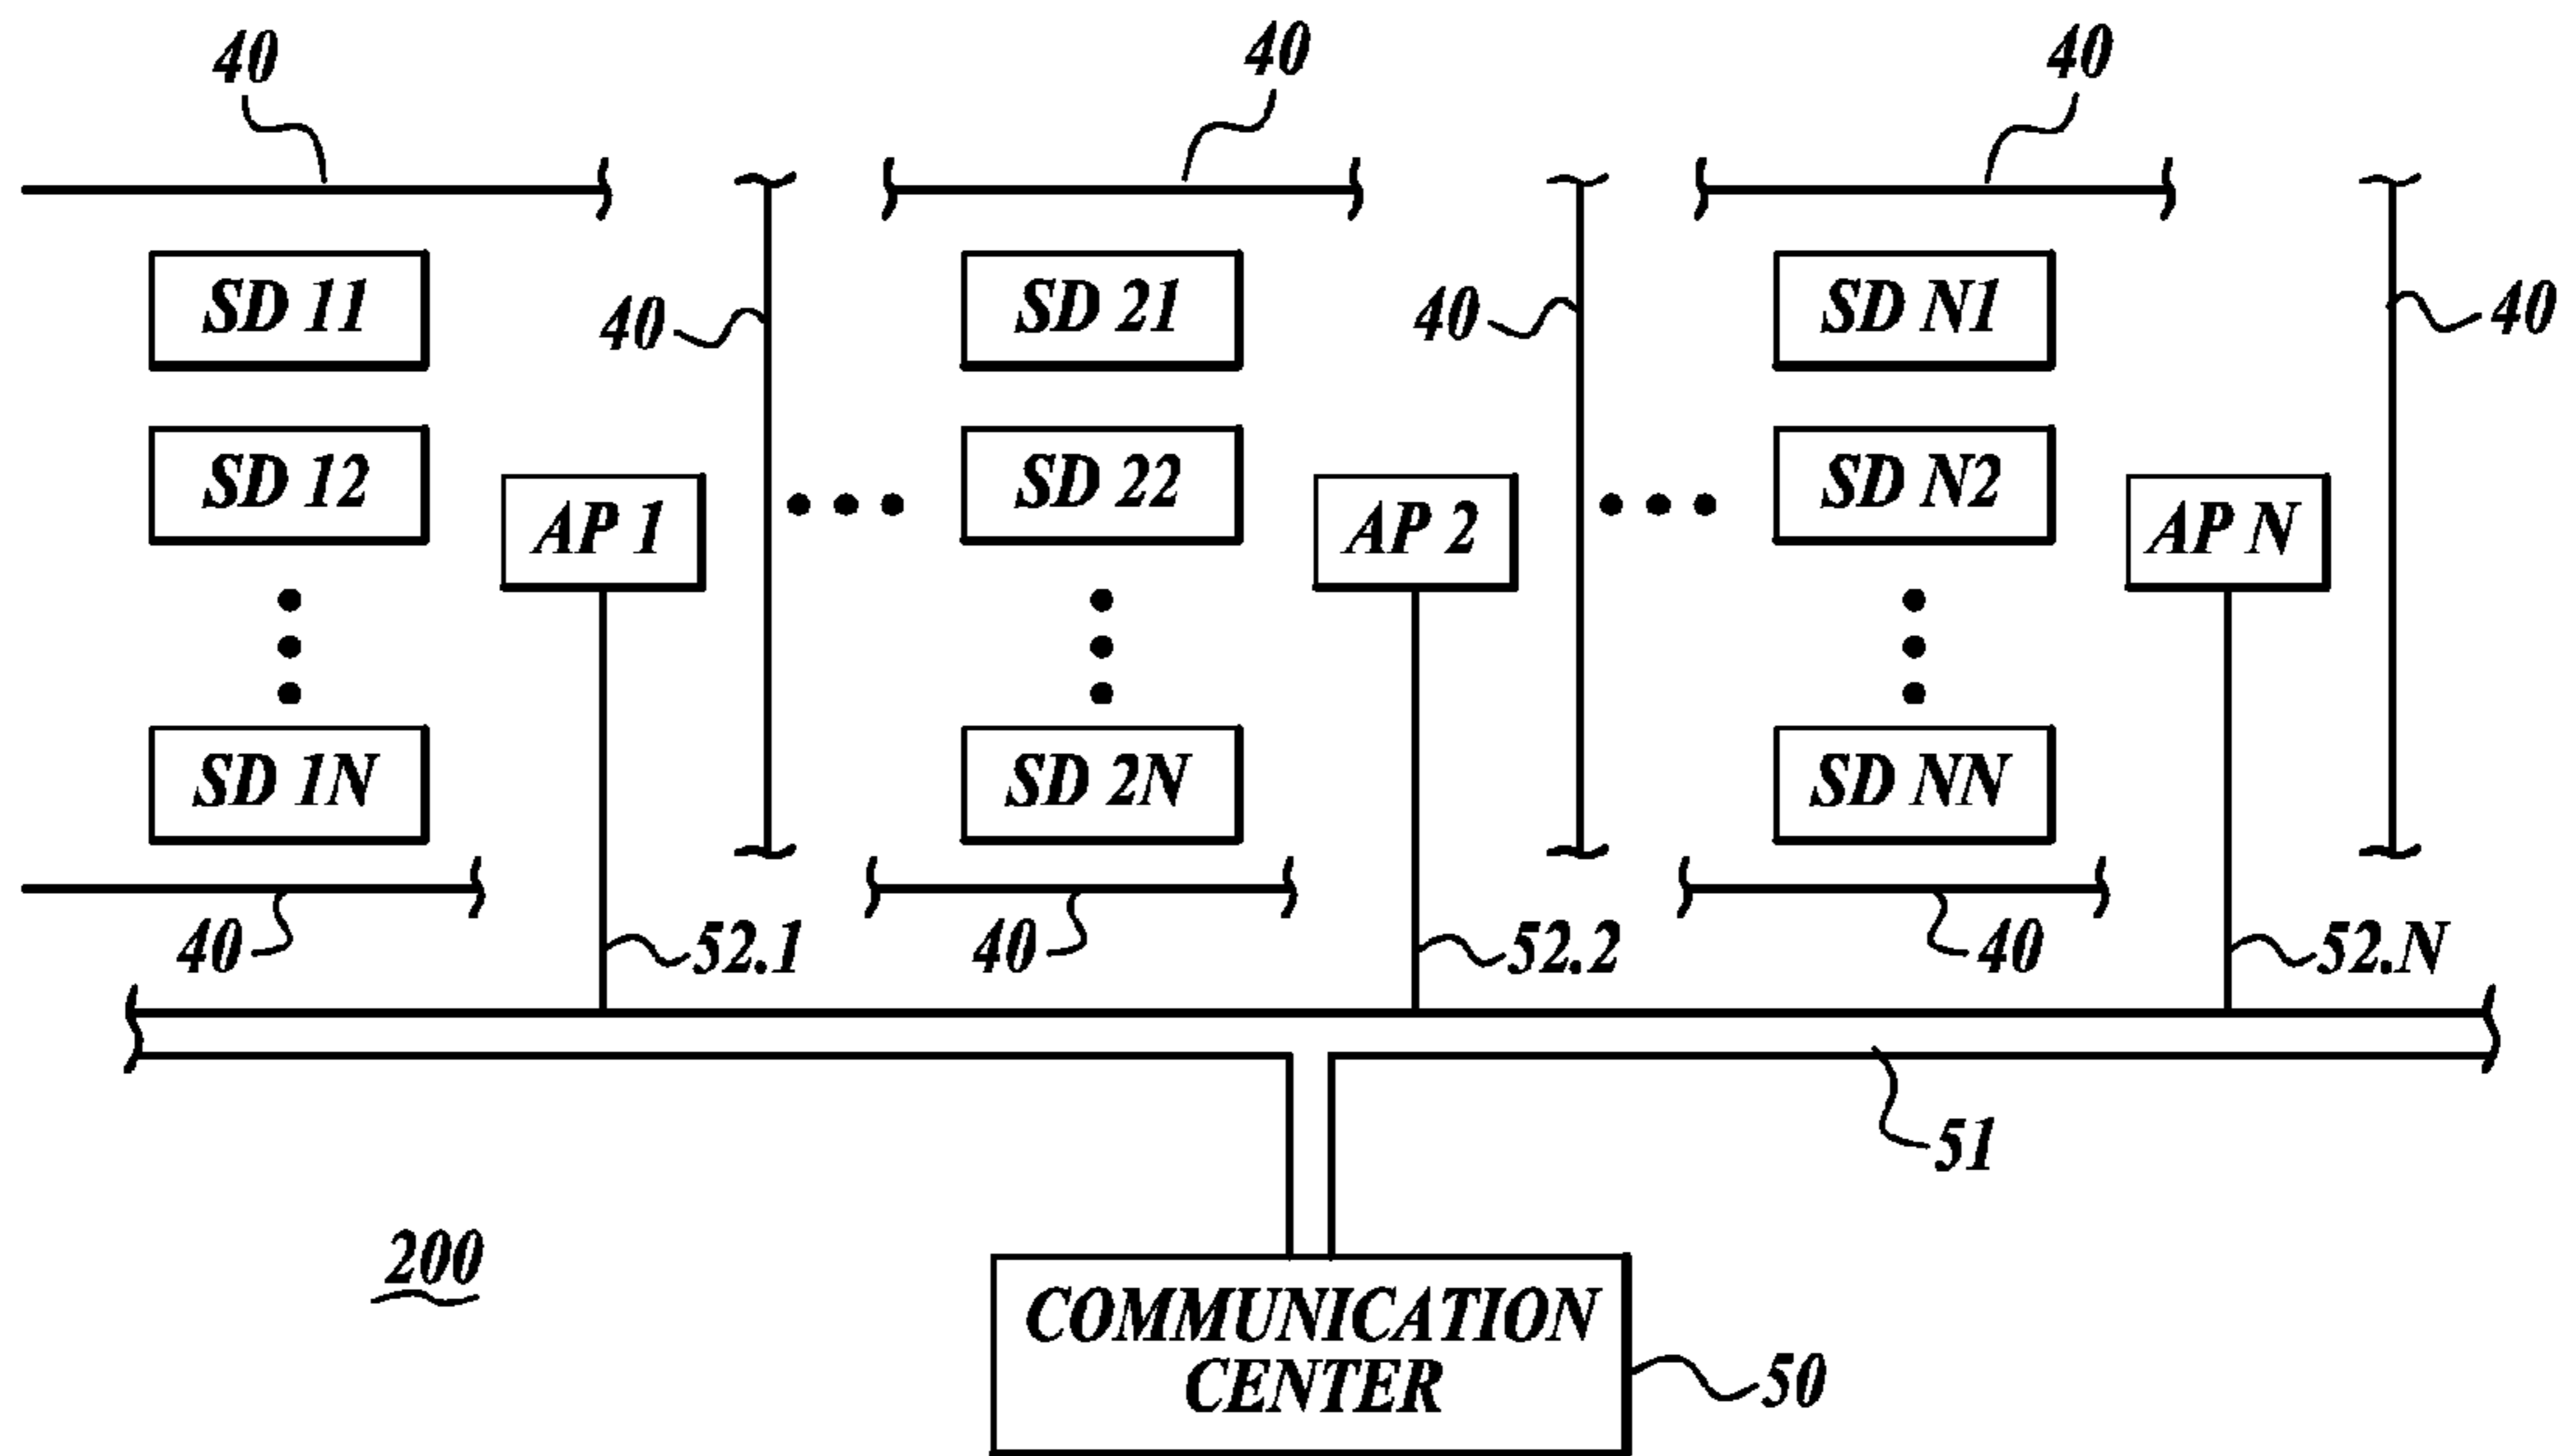 40
40
40
SD 11
SD 21
SD N1
40
40
40
SD 12
SD 22
SD N2
AP 1
AP 2
AP N
SD 1N
SD 2N
SD NN
40
52.1
40
52.2
40
52.N
51
200
COMMUNICATION
CENTER
50